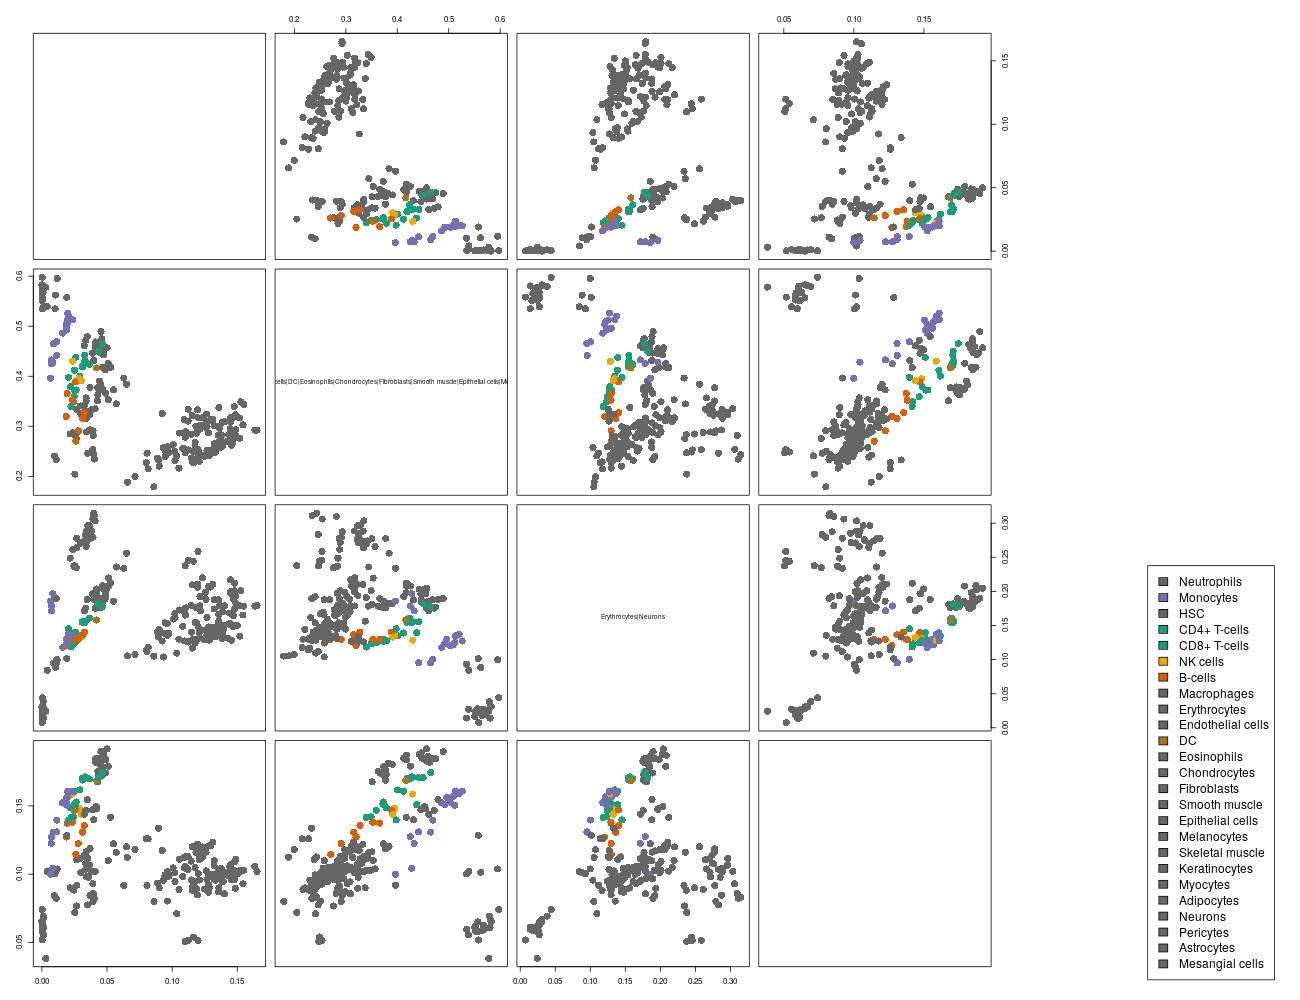 0.2 0.3 0.4 0.5 0.6 0.05 0.10 0.15
0.15
0.10
0.05
0.00
0.6
0.5
0.4
0.3
0.2
cells|DC|Eosinophils|Chondrocytes|Fibroblasts|Smooth muscle|Epithelial cells|M
0.30
0.25
0.20
0.15
0.10
0.05
0.00
Erythrocytes|Neurons
0.15
0.10
0.05
0.00 0.05 0.10 0.15 0.00 0.05 0.10 0.15 0.20 0.25 0.30
Neutrophils
Monocytes
HSC
CD4+ T-cells
CD8+ T-cells
NK cells
B-cells
Macrophages
Erythrocytes
Endothelial cells
DC
Eosinophils
Chondrocytes
Fibroblasts
Smooth muscle
Epithelial cells
Melanocytes
Skeletal muscle
Keratinocytes
Myocytes
Adipocytes
Neurons
Pericytes
Astrocytes
Mesangial cells